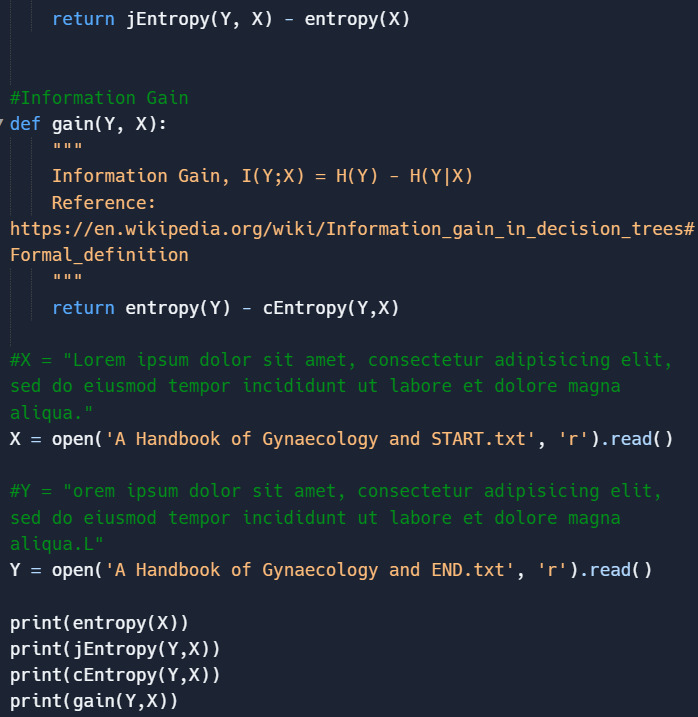 return jEntropy(Y, X) - entropy(X)
#Information Gain
def gain(Y, X):
"""
Information Gain, I(Y;X) = H(Y) - H(Y|X)
Reference:
https://en.wikipedia.org/wiki/Information_gain_in_decision_trees#
Formal_definition
"""
return entropy(Y) - cEntropy(Y,X)
#X = "Lorem ipsum dolor sit amet, consectetur adipisicing elit,
sed do eiusmod tempor incididunt ut labore et dolore magna
aliqua."
X = open('A Handbook of Gynaecology and START.txt', 'r').read()
#Y = "orem ipsum dolor sit amet, consectetur adipisicing elit,
sed do eiusmod tempor incididunt ut labore et dolore magna
aliqua.L"
Y = open('A Handbook of Gynaecology and END.txt', 'r').read()
print(entropy(X))
print(jEntropy(Y,X))
print(cEntropy(Y,X))
print(gain(Y,X))